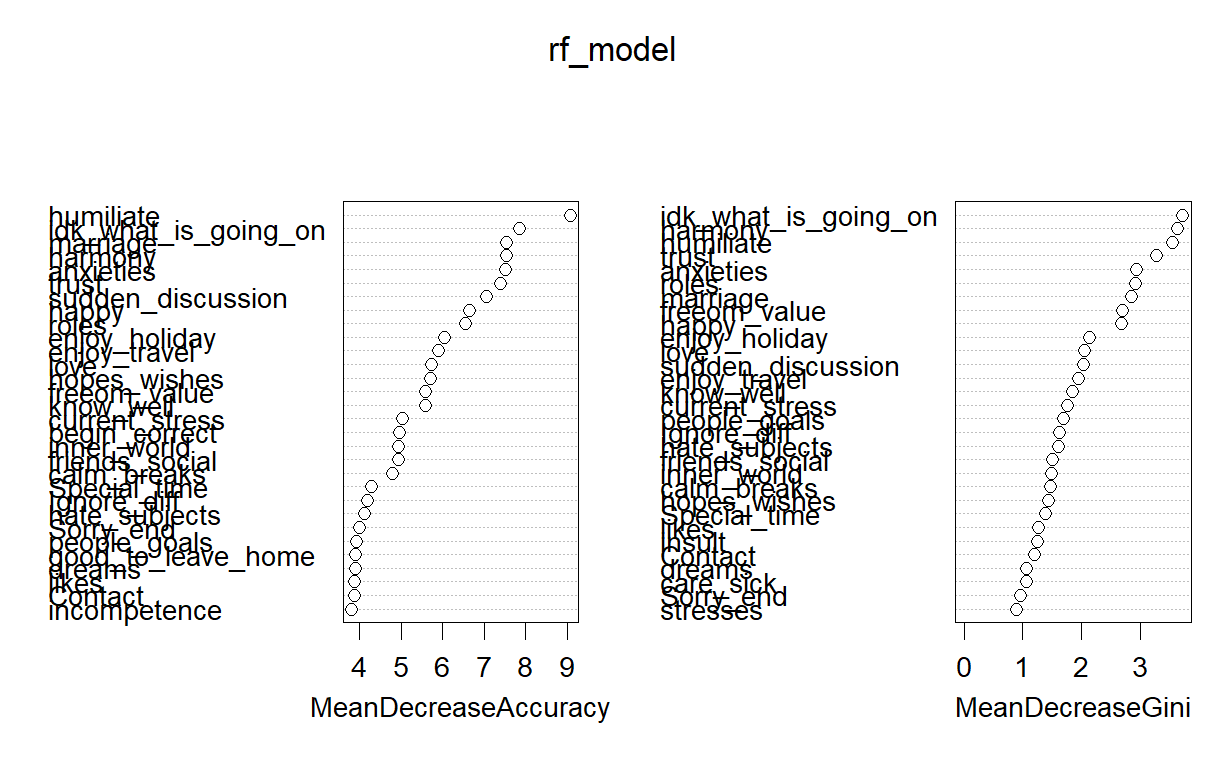 rf_model
humiliate
idk_what_is_going_on
marriage
harmony
anxieties
trust
sudden_discussion
happy
roles
enjoy_holiday
enjoy_travel
love
hopes_wishes
freeom_value
know_well
current_stress
begin_correct
inner_world
friends_social
calm_breaks
Special_time
Ignore_diff
hate_subjects
Sorry_end
people_goals
good_to_leave_home
dreams
likes
Contact
incompetence
4 5 6 7 8 9
MeanDecreaseAccuracy
idk_what_is_going_on
harmony
humiliate
trust
anxieties
roles
marriage
freeom_value
happy
enjoy_holiday
love
sudden_discussion
enjoy_travel
know_well
current_stress
people_goals
Ignore_diff
hate_subjects
friends_social
inner_world
calm_breaks
hopes_wishes
Special_time
likes
Insult
Contact
dreams
care_sick
Sorry_end
stresses
0 1 2 3
MeanDecreaseGini